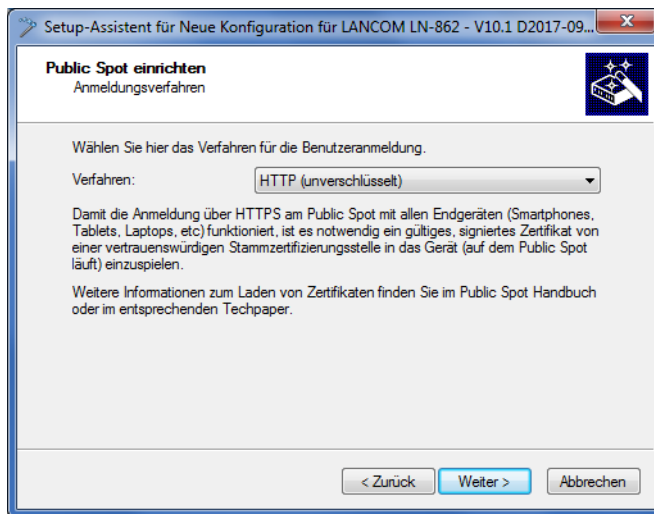 Setup-Assistent für Neue Konfiguration für LANCOM LN-862 - V10.1 D2017-09...
Public Spot einrichten
Anmeldungsverfahren
Wählen Sie hier das Verfahren für die Benutzeranmeldung.
Verfahren: HTTP (unverschlüsselt)
Damit die Anmeldung über HTTPS am Public Spot mit allen Endgeräten (Smartphones,
Tablets, Laptops, etc) funktioniert, ist es notwendig ein gültiges, signiertes Zertifikat von
einer vertrauenswürdigen Stammzertifizierungsstelle in das Gerät (auf dem Public Spot
läuft) einzuspielen.
Weitere Informationen zum Laden von Zertifikaten finden Sie im Public Spot Handbuch
oder im entsprechenden Techpaper.
< Zurück Weiter > Abbrechen